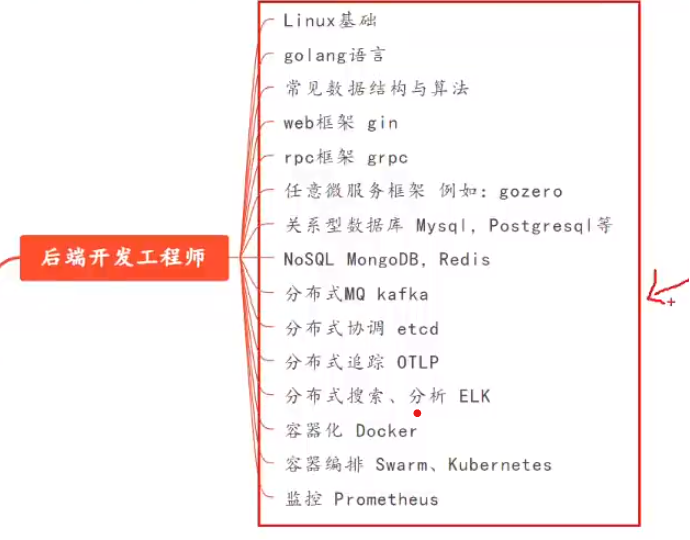 后端开发工程师
Linux基础
golang语言
常见数据结构与算法
web框架 gin
rpc框架 grpc
任意微服务框架 例如: gozero
关系型数据库 Mysql, Postgresql等
NoSQL MongoDB, Redis
分布式MQ kafka
分布式协调 etcd
分布式追踪 OTLP
分布式搜索、分析 ELK
容器化 Docker
容器编排 Swarm、Kubernetes
监控 Prometheus